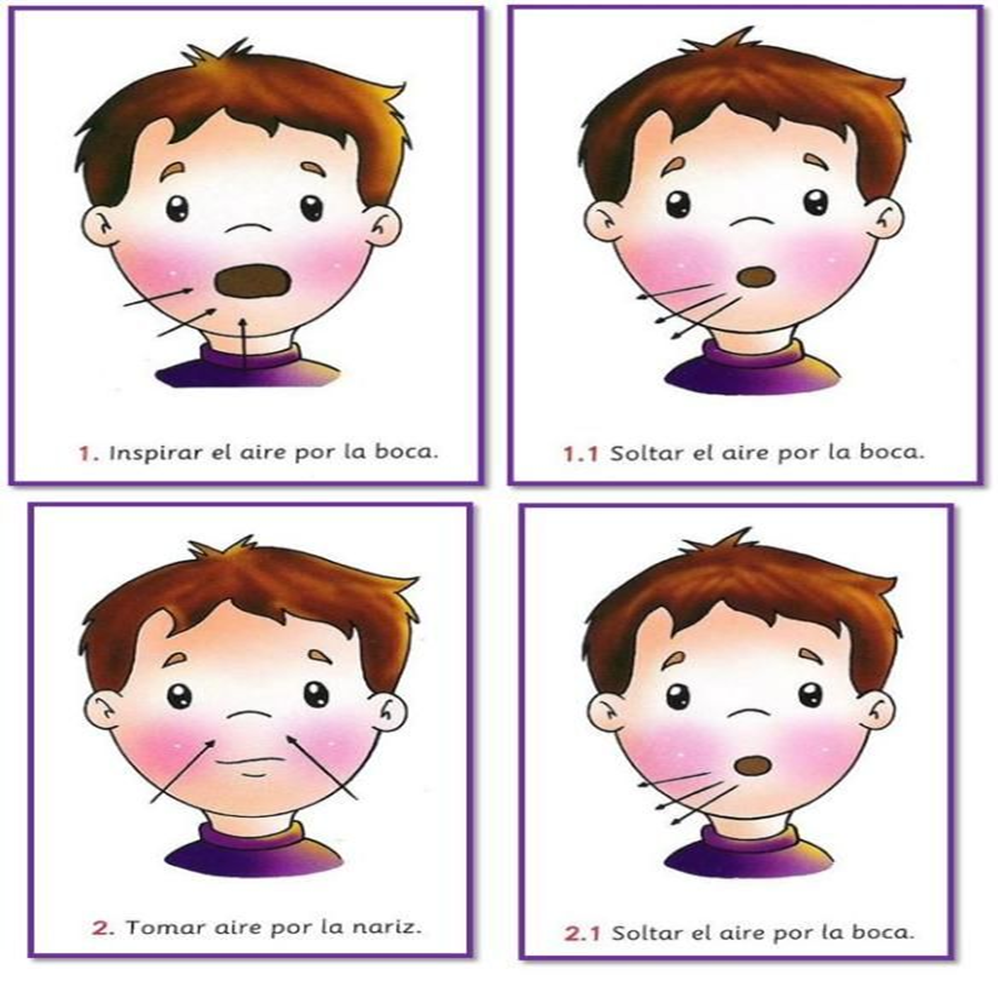 1. Inspirar el aire por la boca.
1.1 Soltar el aire por la boca.
2. Tomar aire por la nariz.
2.1 Soltar el aire por la boca.